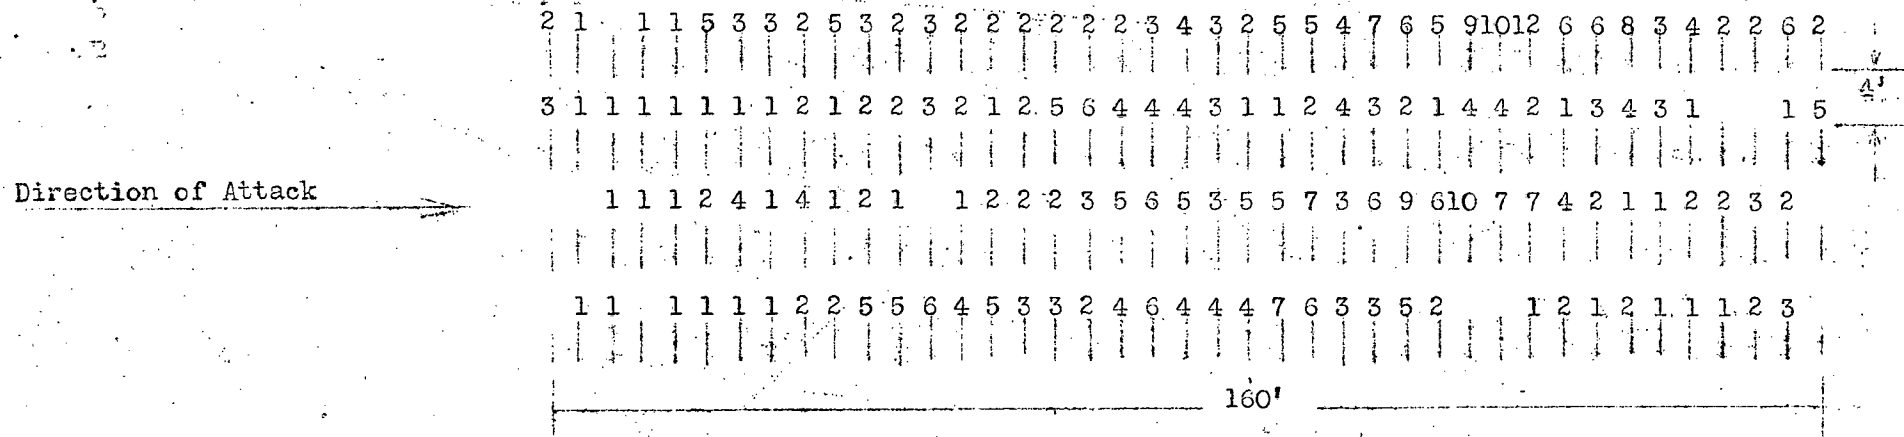 2 1 1 1 5 3 3 2 5 3 2 3 2 2 2 2 2 2 3 4 3 2 5 5 4 7 6 5 9 10 12 6 6 8 3 4 2 2 6 2
4'
3 1 1 1 1 1 1 1 2 1 2 2 3 2 1 2 5 6 4 4 4 3 1 1 2 4 3 2 1 4 4 2 1 3 4 3 1 1 5
Direction of Attack
1 1 1 2 4 1 4 1 2 1 1 2 2 2 3 5 6 5 3 5 5 7 3 6 9 6 10 7 7 4 2 1 1 2 2 3 2
1 1 1 1 1 1 2 2 5 5 6 4 5 3 3 2 4 6 4 4 4 7 6 3 3 5 2 1 2 1 2 1 1 1 2 3
160'